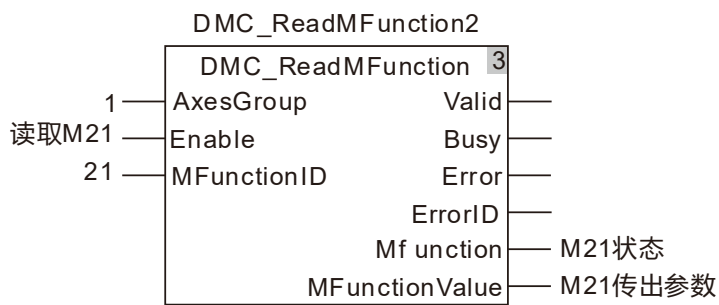 DMC_ReadMFunction2
DMC_ReadMFunction 3
1 AxesGroup Valid
读取M21 Enable Busy
21 MFunctionID Error
ErrorID
Mf unction M21状态
MFunctionValue M21传出参数